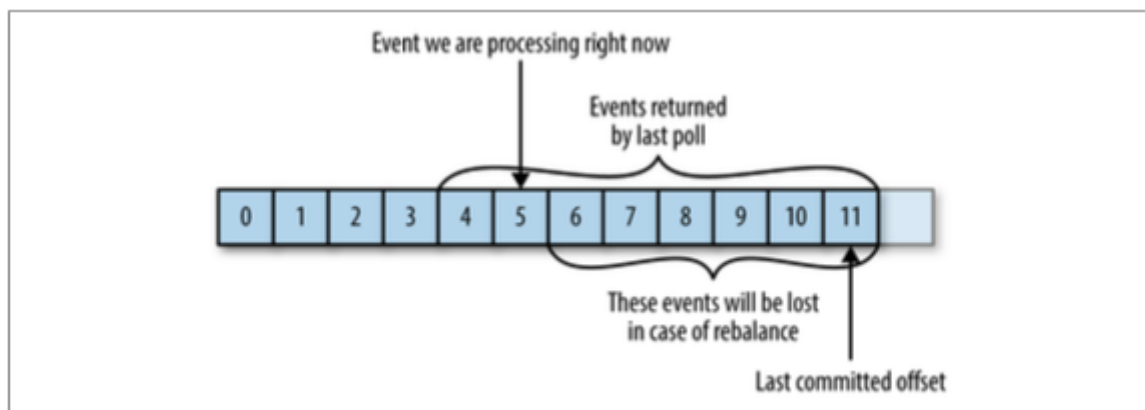 Event we are processing right now
Events returned
by last poll
0 1 2 3 4 5 6 7 8 9 10 11
These events will be lost
in case of rebalance
Last committed offset